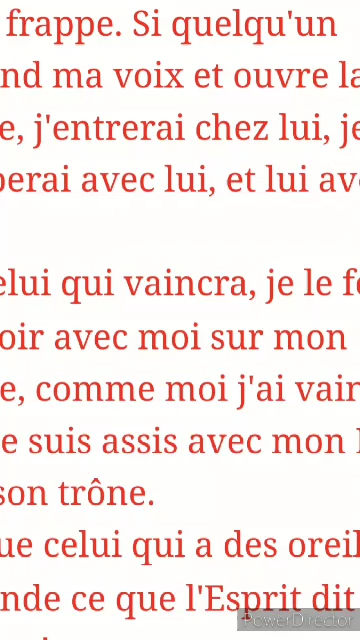 frappe. Si quelqu'un
nd ma voix et ouvre la
e, j'entrerai chez lui, je
perai avec lui, et lui av
elui qui vaincra, je le f
oir avec moi sur mon
e, comme moi j'ai vain
e suis assis avec mon
son trône.
ue celui qui a des oreil
nde ce que l'Esprit dit
PowerDirector